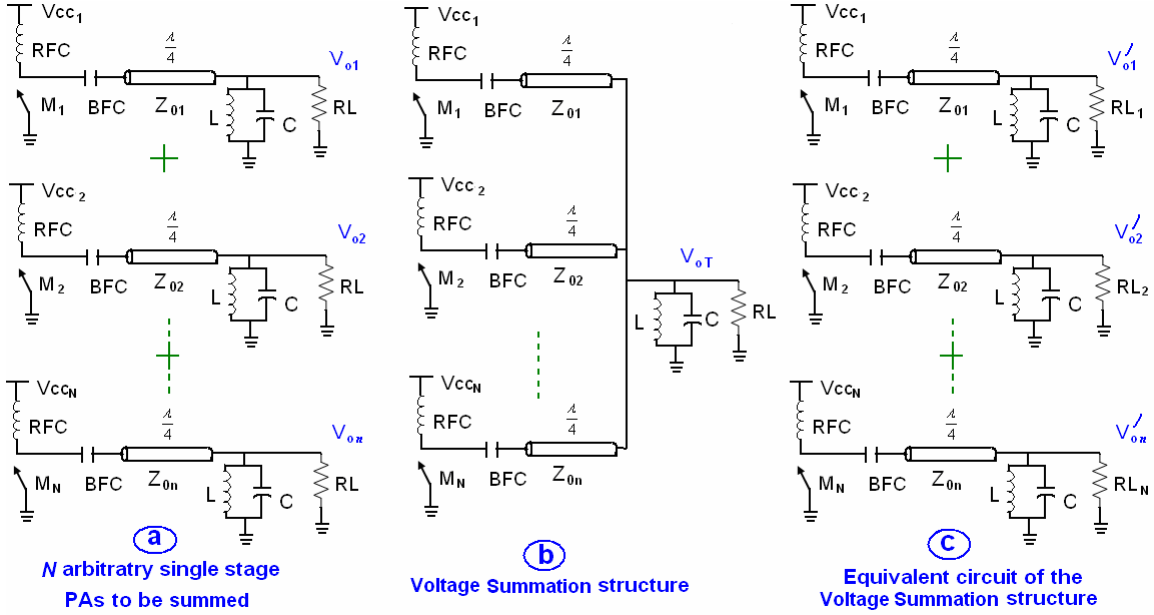 Vcc1
RFC
λ/4
Vo1
M1 BFC Z01 L C RL
+
Vcc2
RFC
λ/4
Vo2
M2 BFC Z02 L C RL
+
VccN
RFC
λ/4
Von
MN BFC Z0n L C RL
a
N arbitratry single stage
PAs to be summed
Vcc1
RFC
λ/4
M1 BFC Z01
Vcc2
RFC
λ/4
M2 BFC Z02
VoT
L C RL
VccN
RFC
λ/4
MN BFC Z0n
b
Voltage Summation structure
Vcc1
RFC
λ/4
Vo1′
M1 BFC Z01 L C RL1
+
Vcc2
RFC
λ/4
Vo2′
M2 BFC Z02 L C RL2
+
VccN
RFC
λ/4
Von′
MN BFC Z0n L C RLN
c
Equivalent circuit of the
Voltage Summation structure